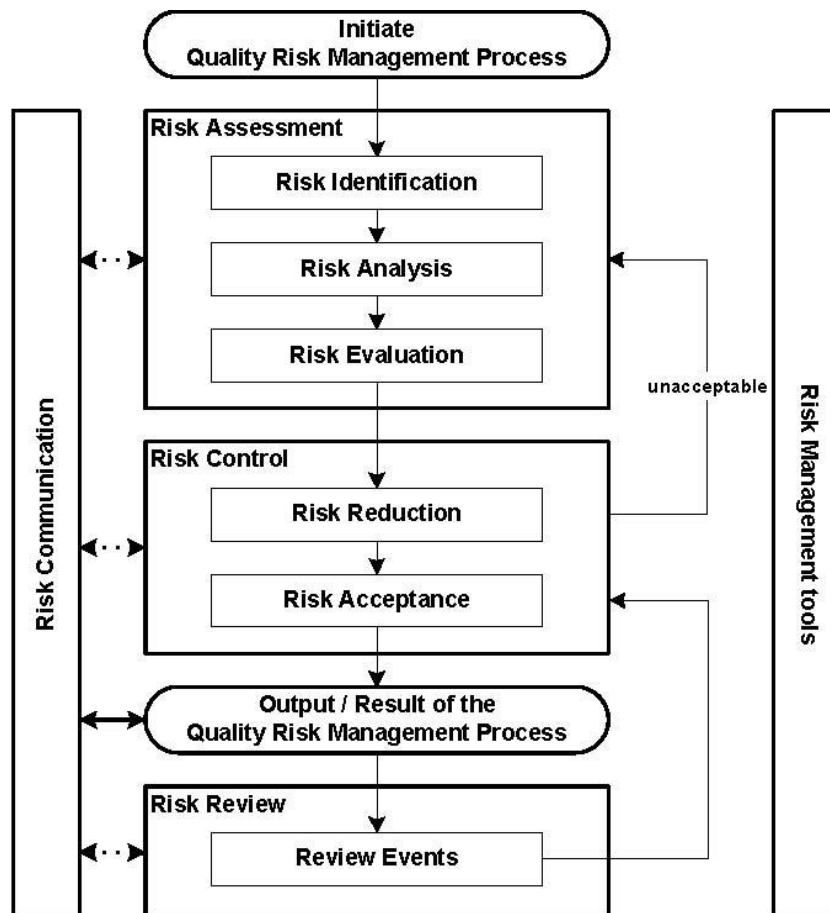 Initiate
Quality Risk Management Process
Risk Assessment
Risk Identification
Risk Analysis
Risk Evaluation
unacceptable
Risk Communication
Risk Management tools
Risk Control
Risk Reduction
Risk Acceptance
Output / Result of the
Quality Risk Management Process
Risk Review
Review Events